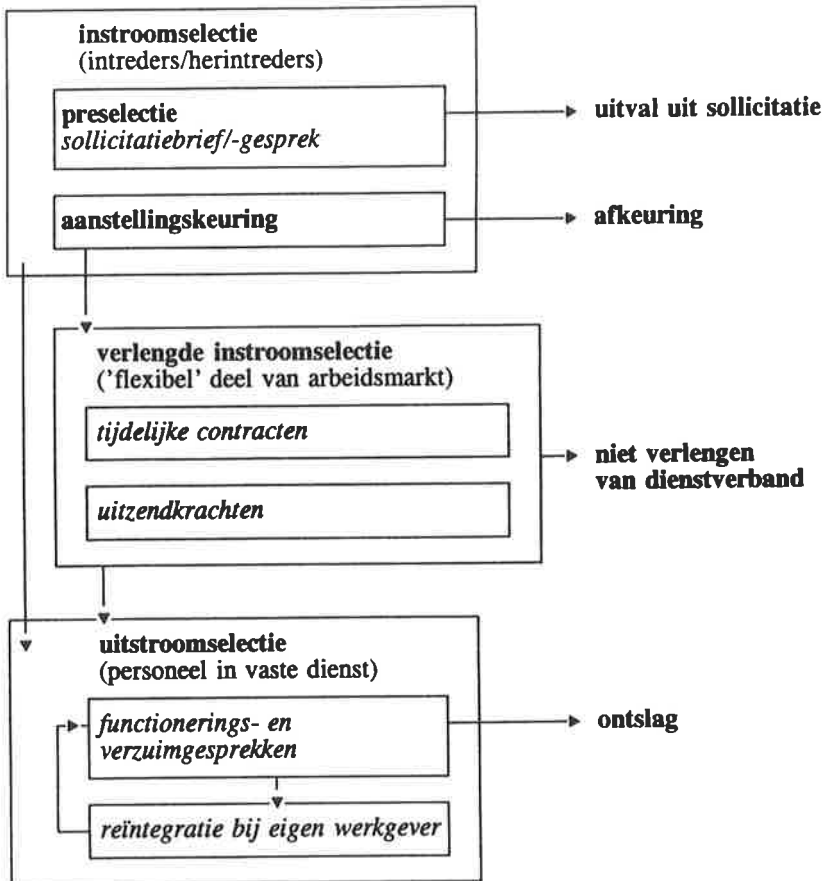 instroomselectie
(intreders/herintreders)
preselectie
sollicitatiebrief/-gesprek
uitval uit sollicitatie
aanstellingskeuring
afkeuring
verlengde instroomselectie
('flexibel' deel van arbeidsmarkt)
tijdelijke contracten
uitzendkrachten
niet verlengen
van dienstverband
uitstroomselectie
(personeel in vaste dienst)
functionerings- en
verzuimgesprekken
ontslag
reïntegratie bij eigen werkgever